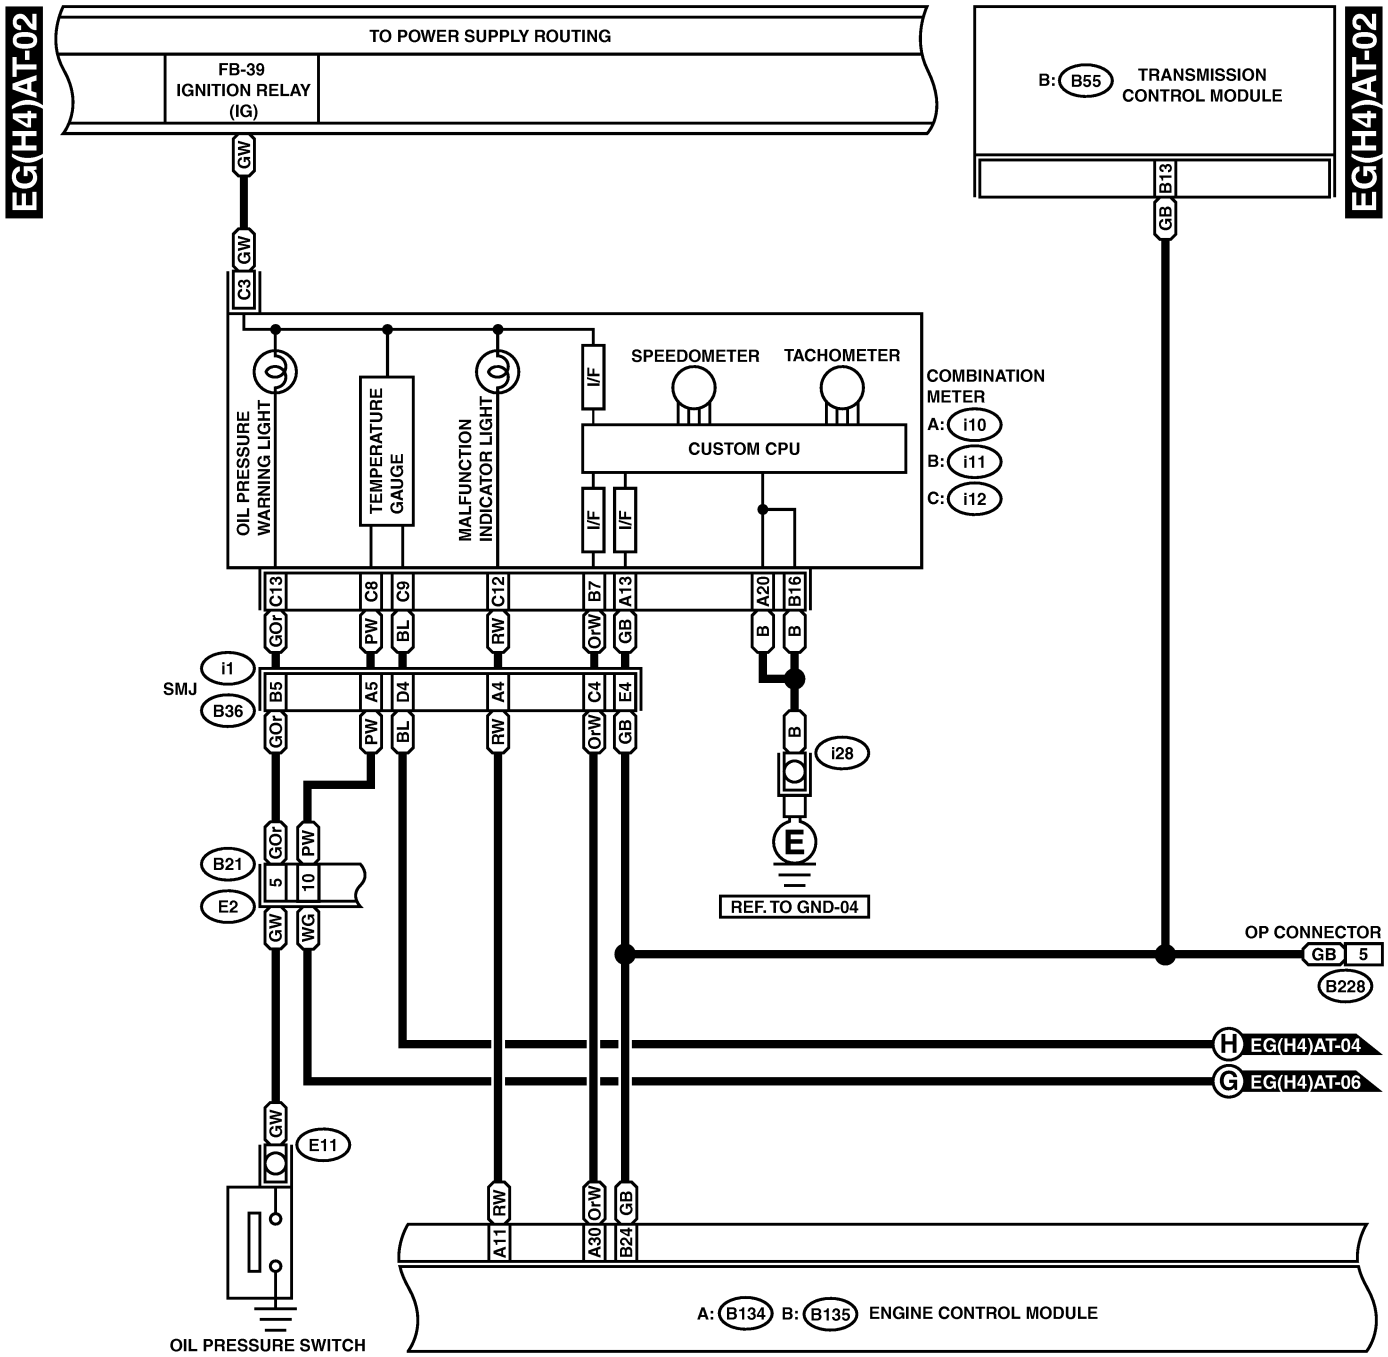 EG(H4)AT-02
EG(H4)AT-02
TO POWER SUPPLY ROUTING
FB-39
IGNITION RELAY
(IG)
B: B55
TRANSMISSION
CONTROL MODULE
B13
GB
GW
GW
C3
OIL PRESSURE
WARNING LIGHT
TEMPERATURE
GAUGE
MALFUNCTION
INDICATOR LIGHT
I/F
SPEEDOMETER
TACHOMETER
CUSTOM CPU
I/F
I/F
COMBINATION
METER
A: i10
B: i11
C: i12
C13
C8
C9
C12
B7
A13
A20
B16
GOr
PW
BL
RW
OrW
GB
B
B
SMJ
i1
B36
B5
A5
D4
A4
C4
E4
GOr
PW
BL
RW
OrW
GB
B
i28
E
REF. TO GND-04
GOr
PW
B21
E2
5
10
GW
WG
OP CONNECTOR
GB
5
B228
H
EG(H4)AT-04
G
EG(H4)AT-06
GW
E11
OIL PRESSURE SWITCH
RW
OrW
GB
A11
A30
B24
A: B134 B: B135 ENGINE CONTROL MODULE